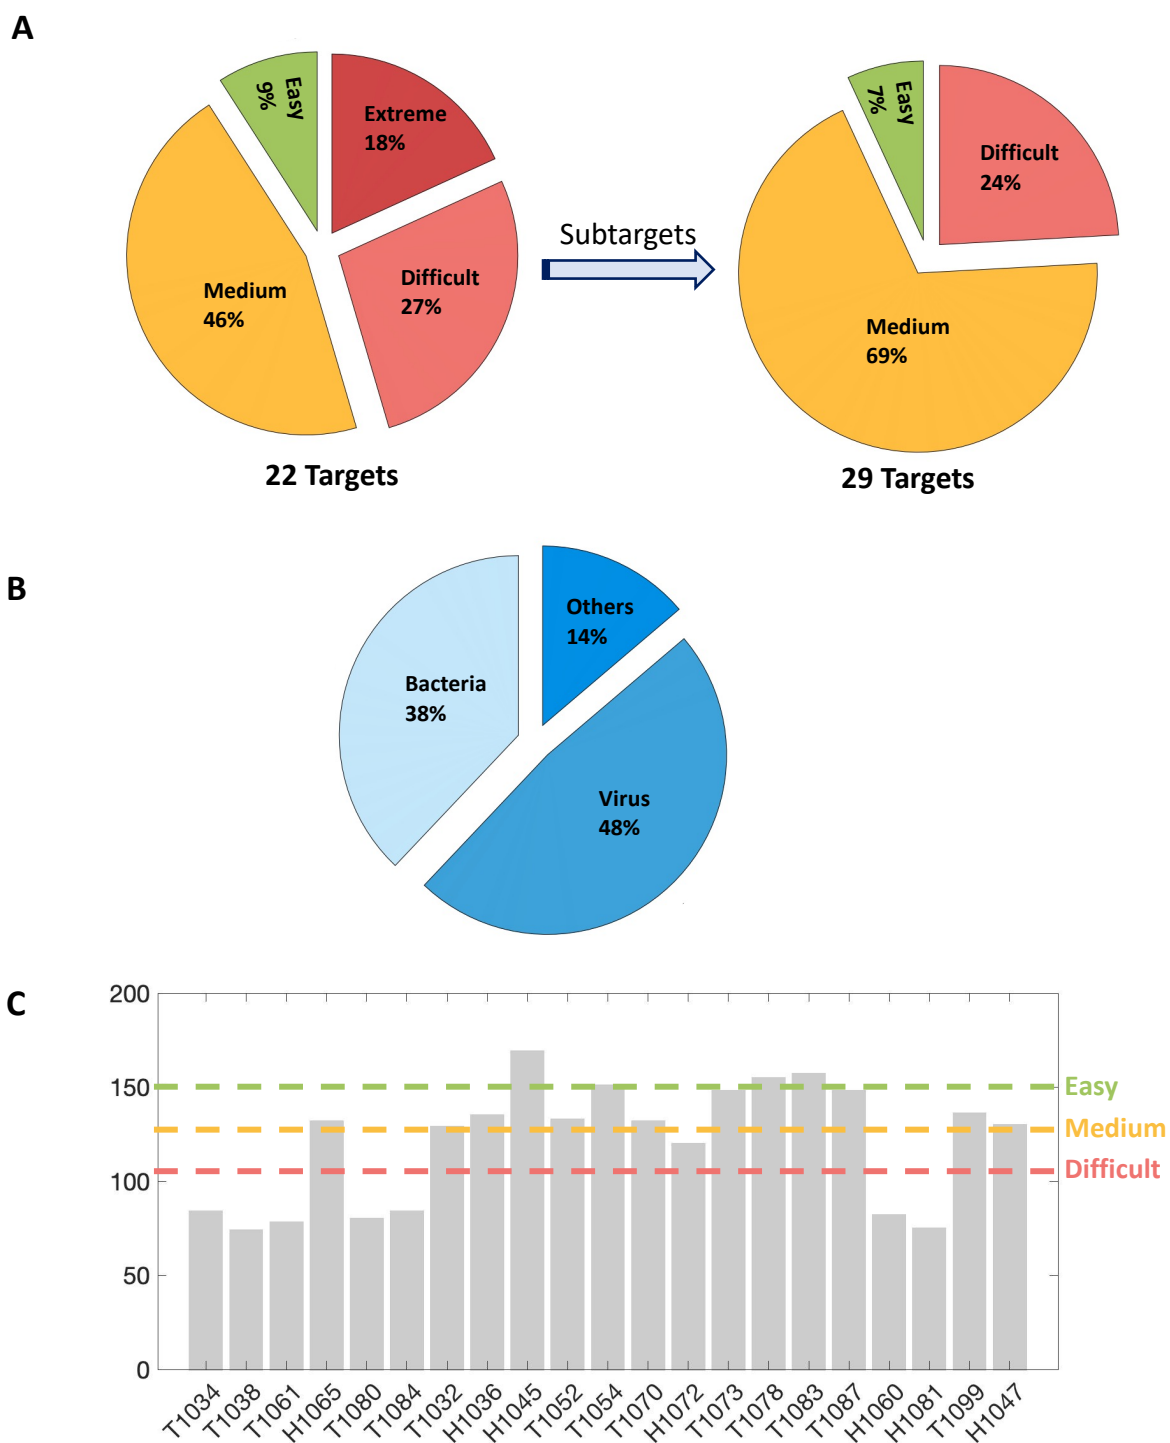 A
Easy
9%
Extreme
18%
Difficult
27%
Medium
46%
22 Targets
Subtargets
Easy
7%
Difficult
24%
Medium
69%
29 Targets
B
Others
14%
Bacteria
38%
Virus
48%
C
200
150
100
50
0
Easy
Medium
Difficult
T1034
T1038
T1061
H1065
T1080
T1084
T1032
H1036
H1045
T1052
T1054
T1070
H1072
T1073
T1078
T1083
T1087
H1060
H1081
T1099
H1047